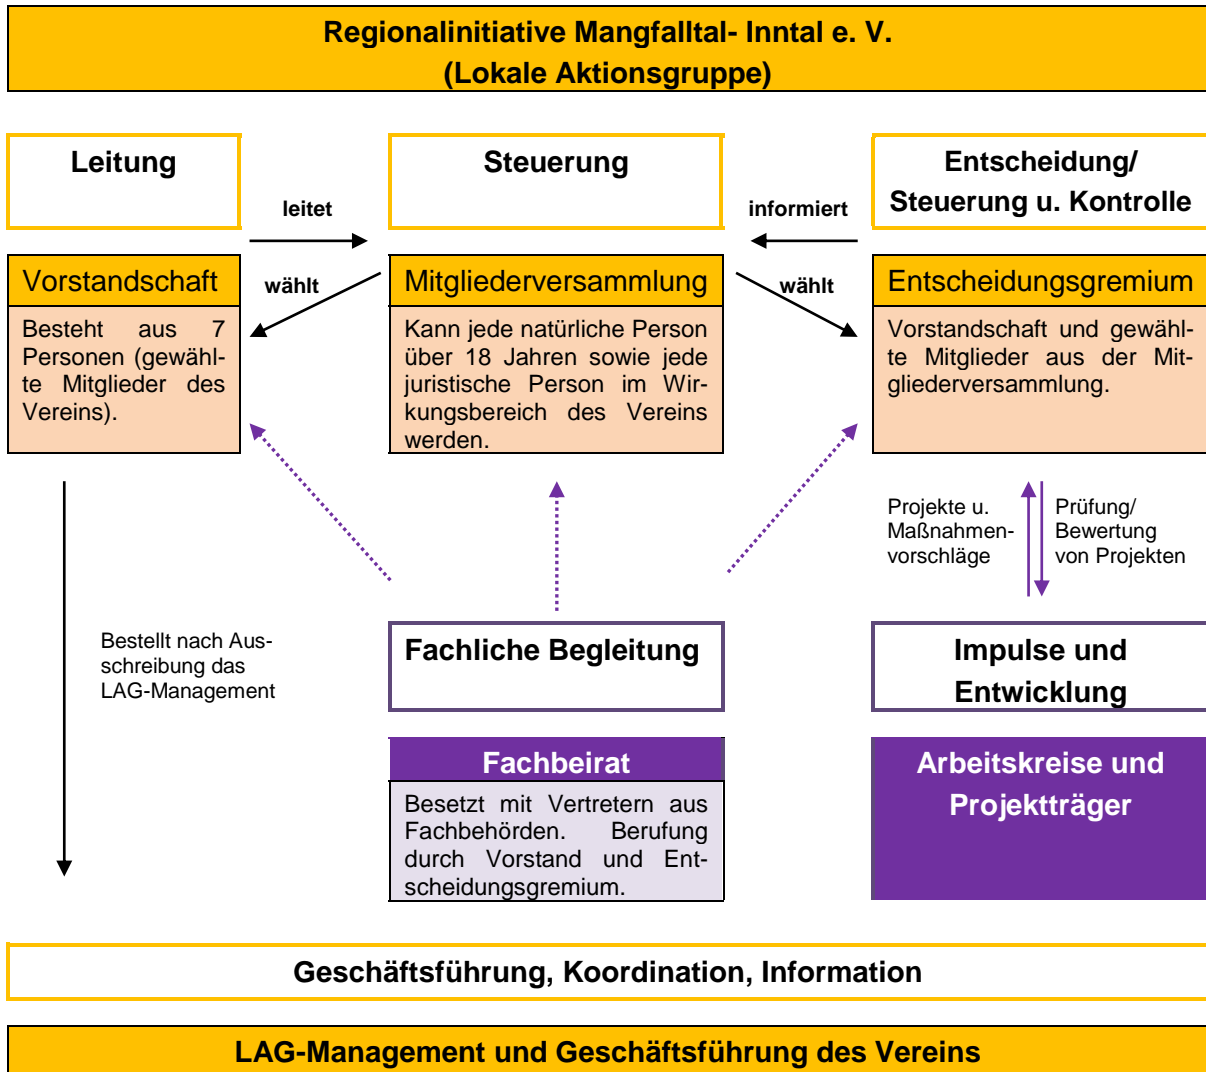 Regionalinitiative Mangfalltal- Inntal e. V.
(Lokale Aktionsgruppe)
Leitung
Steuerung
Entscheidung/
Steuerung u. Kontrolle
leitet
informiert
Vorstandschaft
wählt
Mitgliederversammlung
wählt
Entscheidungsgremium
Besteht aus 7
Personen (gewähl-
te Mitglieder des
Vereins).
Kann jede natürliche Person
über 18 Jahren sowie jede
juristische Person im Wir-
kungsbereich des Vereins
werden.
Vorstandschaft und gewähl-
te Mitglieder aus der Mit-
gliederversammlung.
Projekte u.
Maßnahmen-
vorschläge
Prüfung/
Bewertung
von Projekten
Bestellt nach Aus-
schreibung das
LAG-Management
Fachliche Begleitung
Impulse und
Entwicklung
Fachbeirat
Besetzt mit Vertretern aus
Fachbehörden. Berufung
durch Vorstand und Ent-
scheidungsgremium.
Arbeitskreise und
Projektträger
Geschäftsführung, Koordination, Information
LAG-Management und Geschäftsführung des Vereins